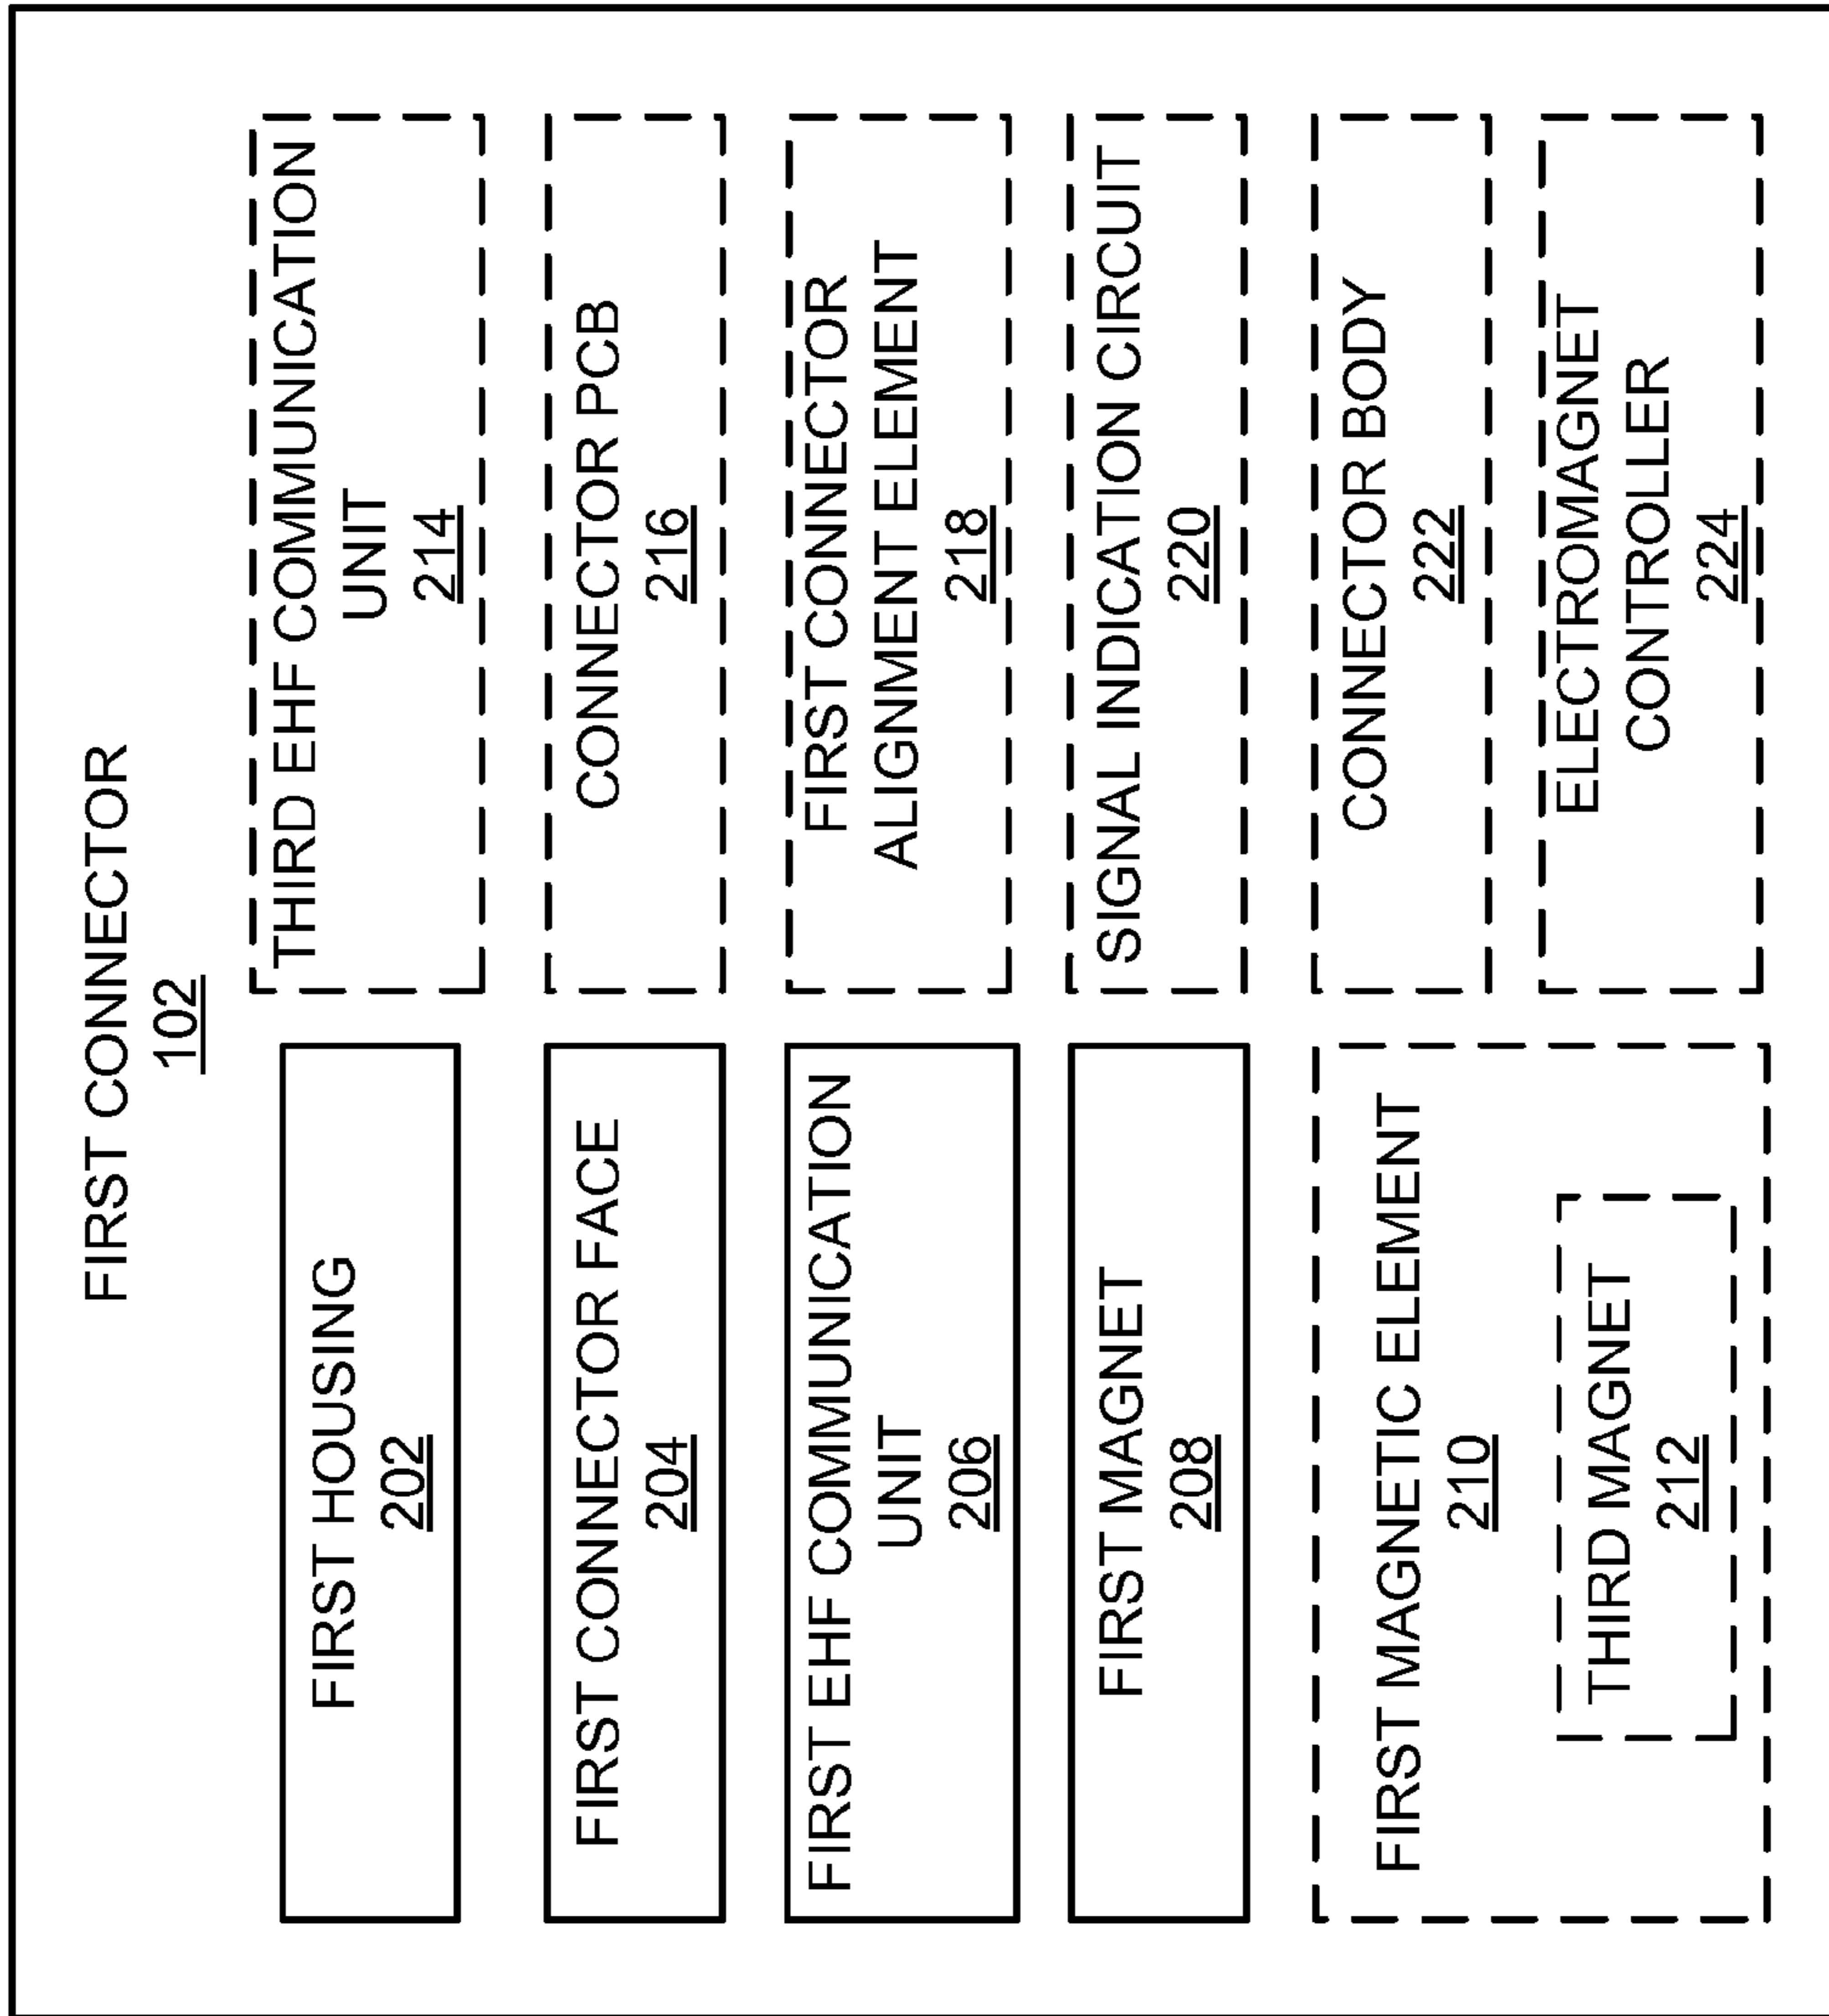 FIRST CONNECTOR
102
FIRST HOUSING
202
FIRST CONNECTOR FACE
204
FIRST EHF COMMUNICATION
UNIT
206
FIRST MAGNET
208
FIRST MAGNETIC ELEMENT
210
THIRD MAGNET
212
THIRD EHF COMMUNICATION
UNIT
214
CONNECTOR PCB
216
FIRST CONNECTOR
ALIGNMENT ELEMENT
218
SIGNAL INDICATION CIRCUIT
220
CONNECTOR BODY
222
ELECTROMAGNET
CONTROLLER
224